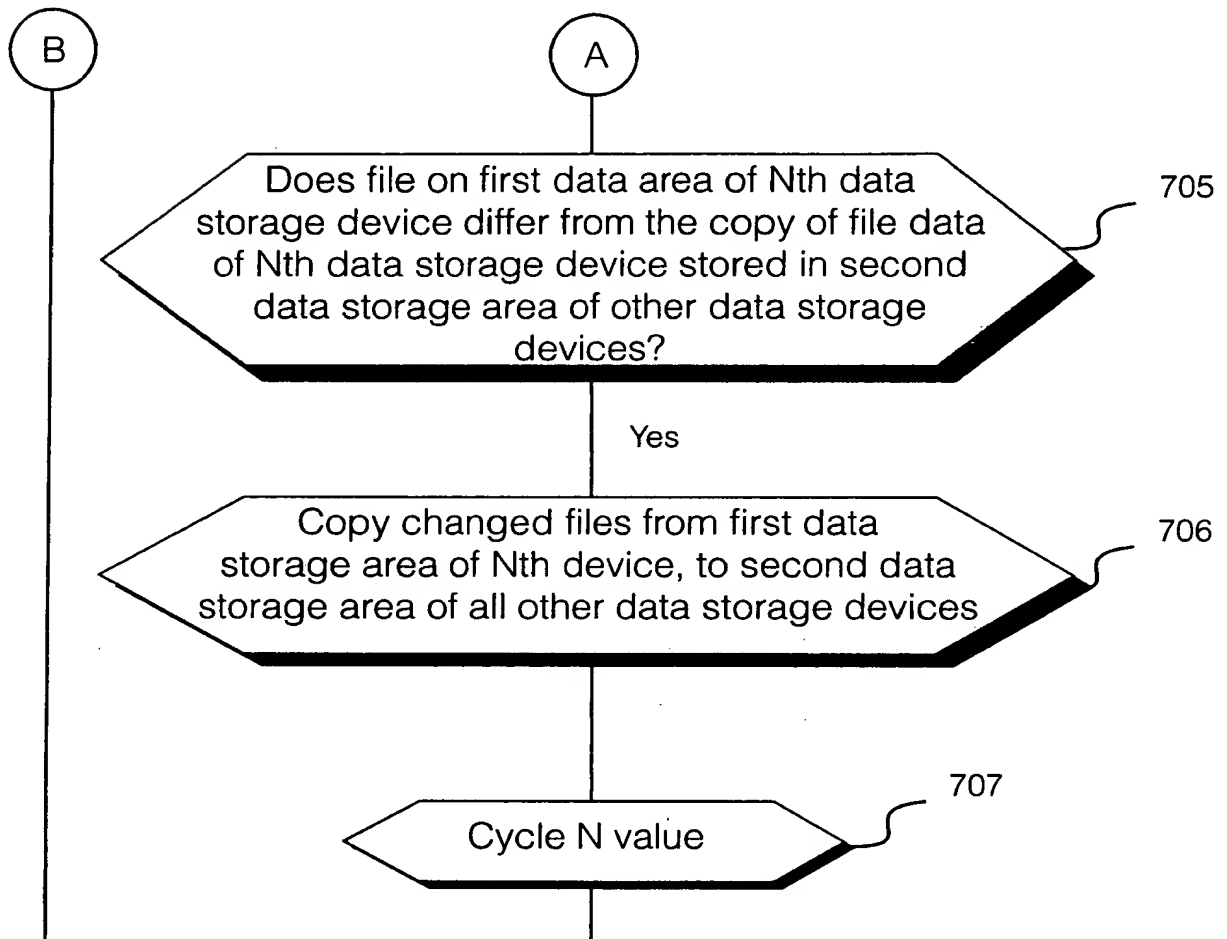 B
A
Does file on first data area of Nth data
storage device differ from the copy of file data
of Nth data storage device stored in second
data storage area of other data storage
devices?
705
Yes
Copy changed files from first data
storage area of Nth device, to second data
storage area of all other data storage devices
706
707
Cycle N value